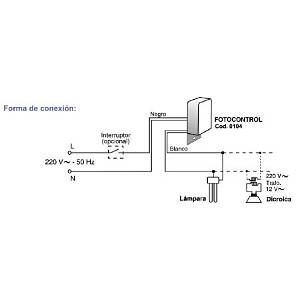 Forma de conexión:
Negro
FOTOCONTROL
Cod. 0104
Interruptor
(opcional)
L
Blanco
220 V~ - 50 Hz
N
220 V~
Trafo.
12 V~
Lámpara
Dicroica